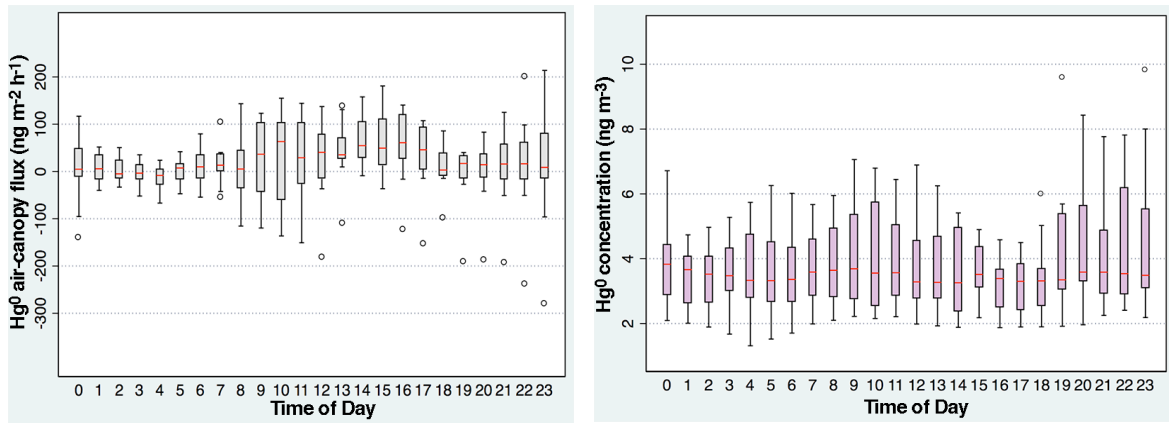 Hg0 air-canopy flux (ng m-2 h-1)
200
100
0
-100
-200
-300
0 1 2 3 4 5 6 7 8 9 10 11 12 13 14 15 16 17 18 19 20 21 22 23
Time of Day
Hg0 concentration (ng m-3)
10
8
6
4
2
0 1 2 3 4 5 6 7 8 9 10 11 12 13 14 15 16 17 18 19 20 21 22 23
Time of Day